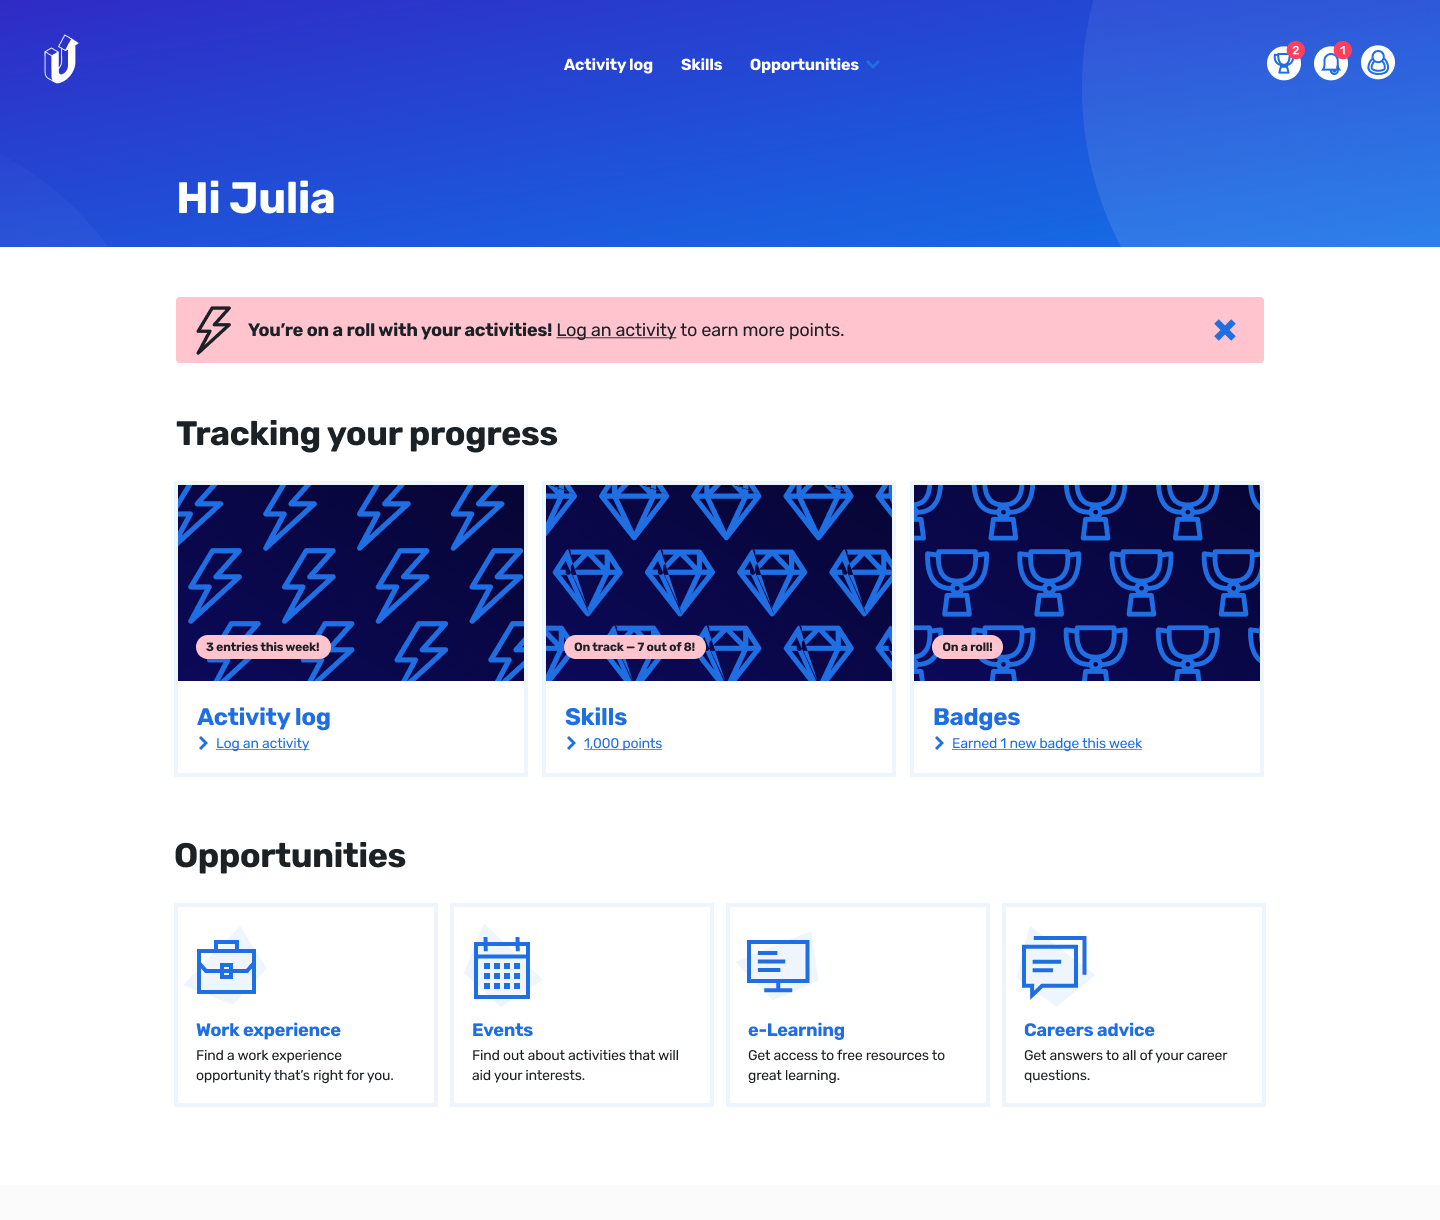 Activity log Skills Opportunities
2 1
Hi Julia
You’re on a roll with your activities! Log an activity to earn more points.
Tracking your progress
3 entries this week!
Activity log
Log an activity
On track – 7 out of 8!
Skills
1,000 points
On a roll!
Badges
Earned 1 new badge this week
Opportunities
Work experience
Find a work experience
opportunity that’s right for you.
Events
Find out about activities that will
aid your interests.
e-Learning
Get access to free resources to
great learning.
Careers advice
Get answers to all of your career
questions.